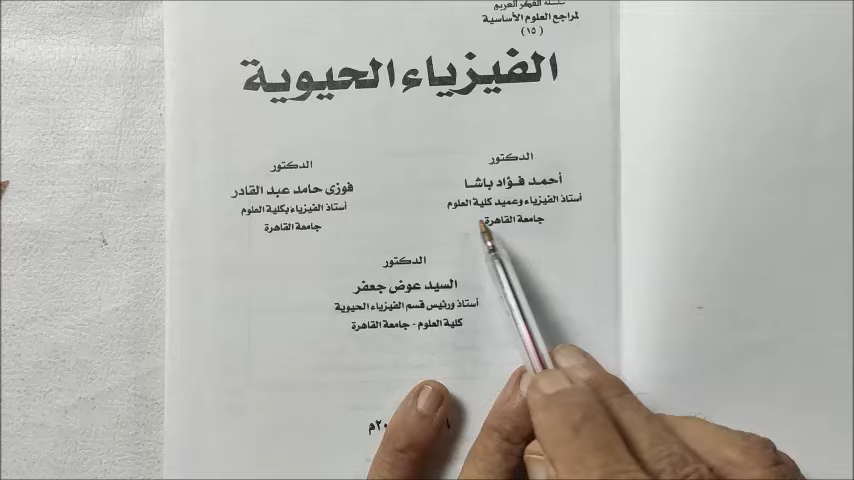 سلسلة الفكر العربى
لمراجع العلوم الأساسية
(١٥)
الفيزياء الحيوية
الدكتور
أحمد فؤاد باشا
أستاذ الفيزياء وعميد كلية العلوم
جامعة القاهرة
الدكتور
فوزى حامد عبد القادر
أستاذ الفيزياء بكلية العلوم
جامعة القاهرة
الدكتور
السيد عوض جعفر
أستاذ ورئيس قسم الفيزياء الحيوية
كلية العلوم - جامعة القاهرة